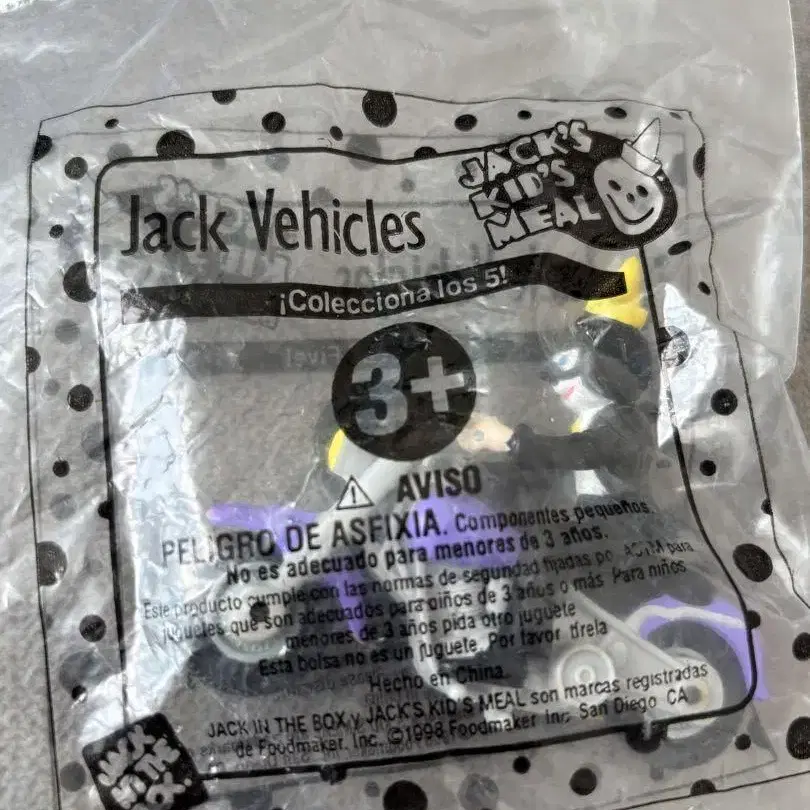 JACK'S
KID'S
MEAL
Jack Vehicles
¡Colecciona los 5!
3+
AVISO
PELIGRO DE ASFIXIA. Componentes pequeños.
No es adecuado para menores de 3 años.
Este producto cumple con las normas de seguridad fijadas po ASTM para
juguetes que son adecuados para niños de 3 años o más Para niños
menores de 3 años pida otro juguete
Esta bolsa no es un juguete. Por favor tírela
Hecho en China.
JACK IN THE BOX y JACK'S KID'S MEAL son marcas registradas
de Foodmaker, Inc. ©1998 Foodmaker Inc San Diego CA
JACK
IN THE